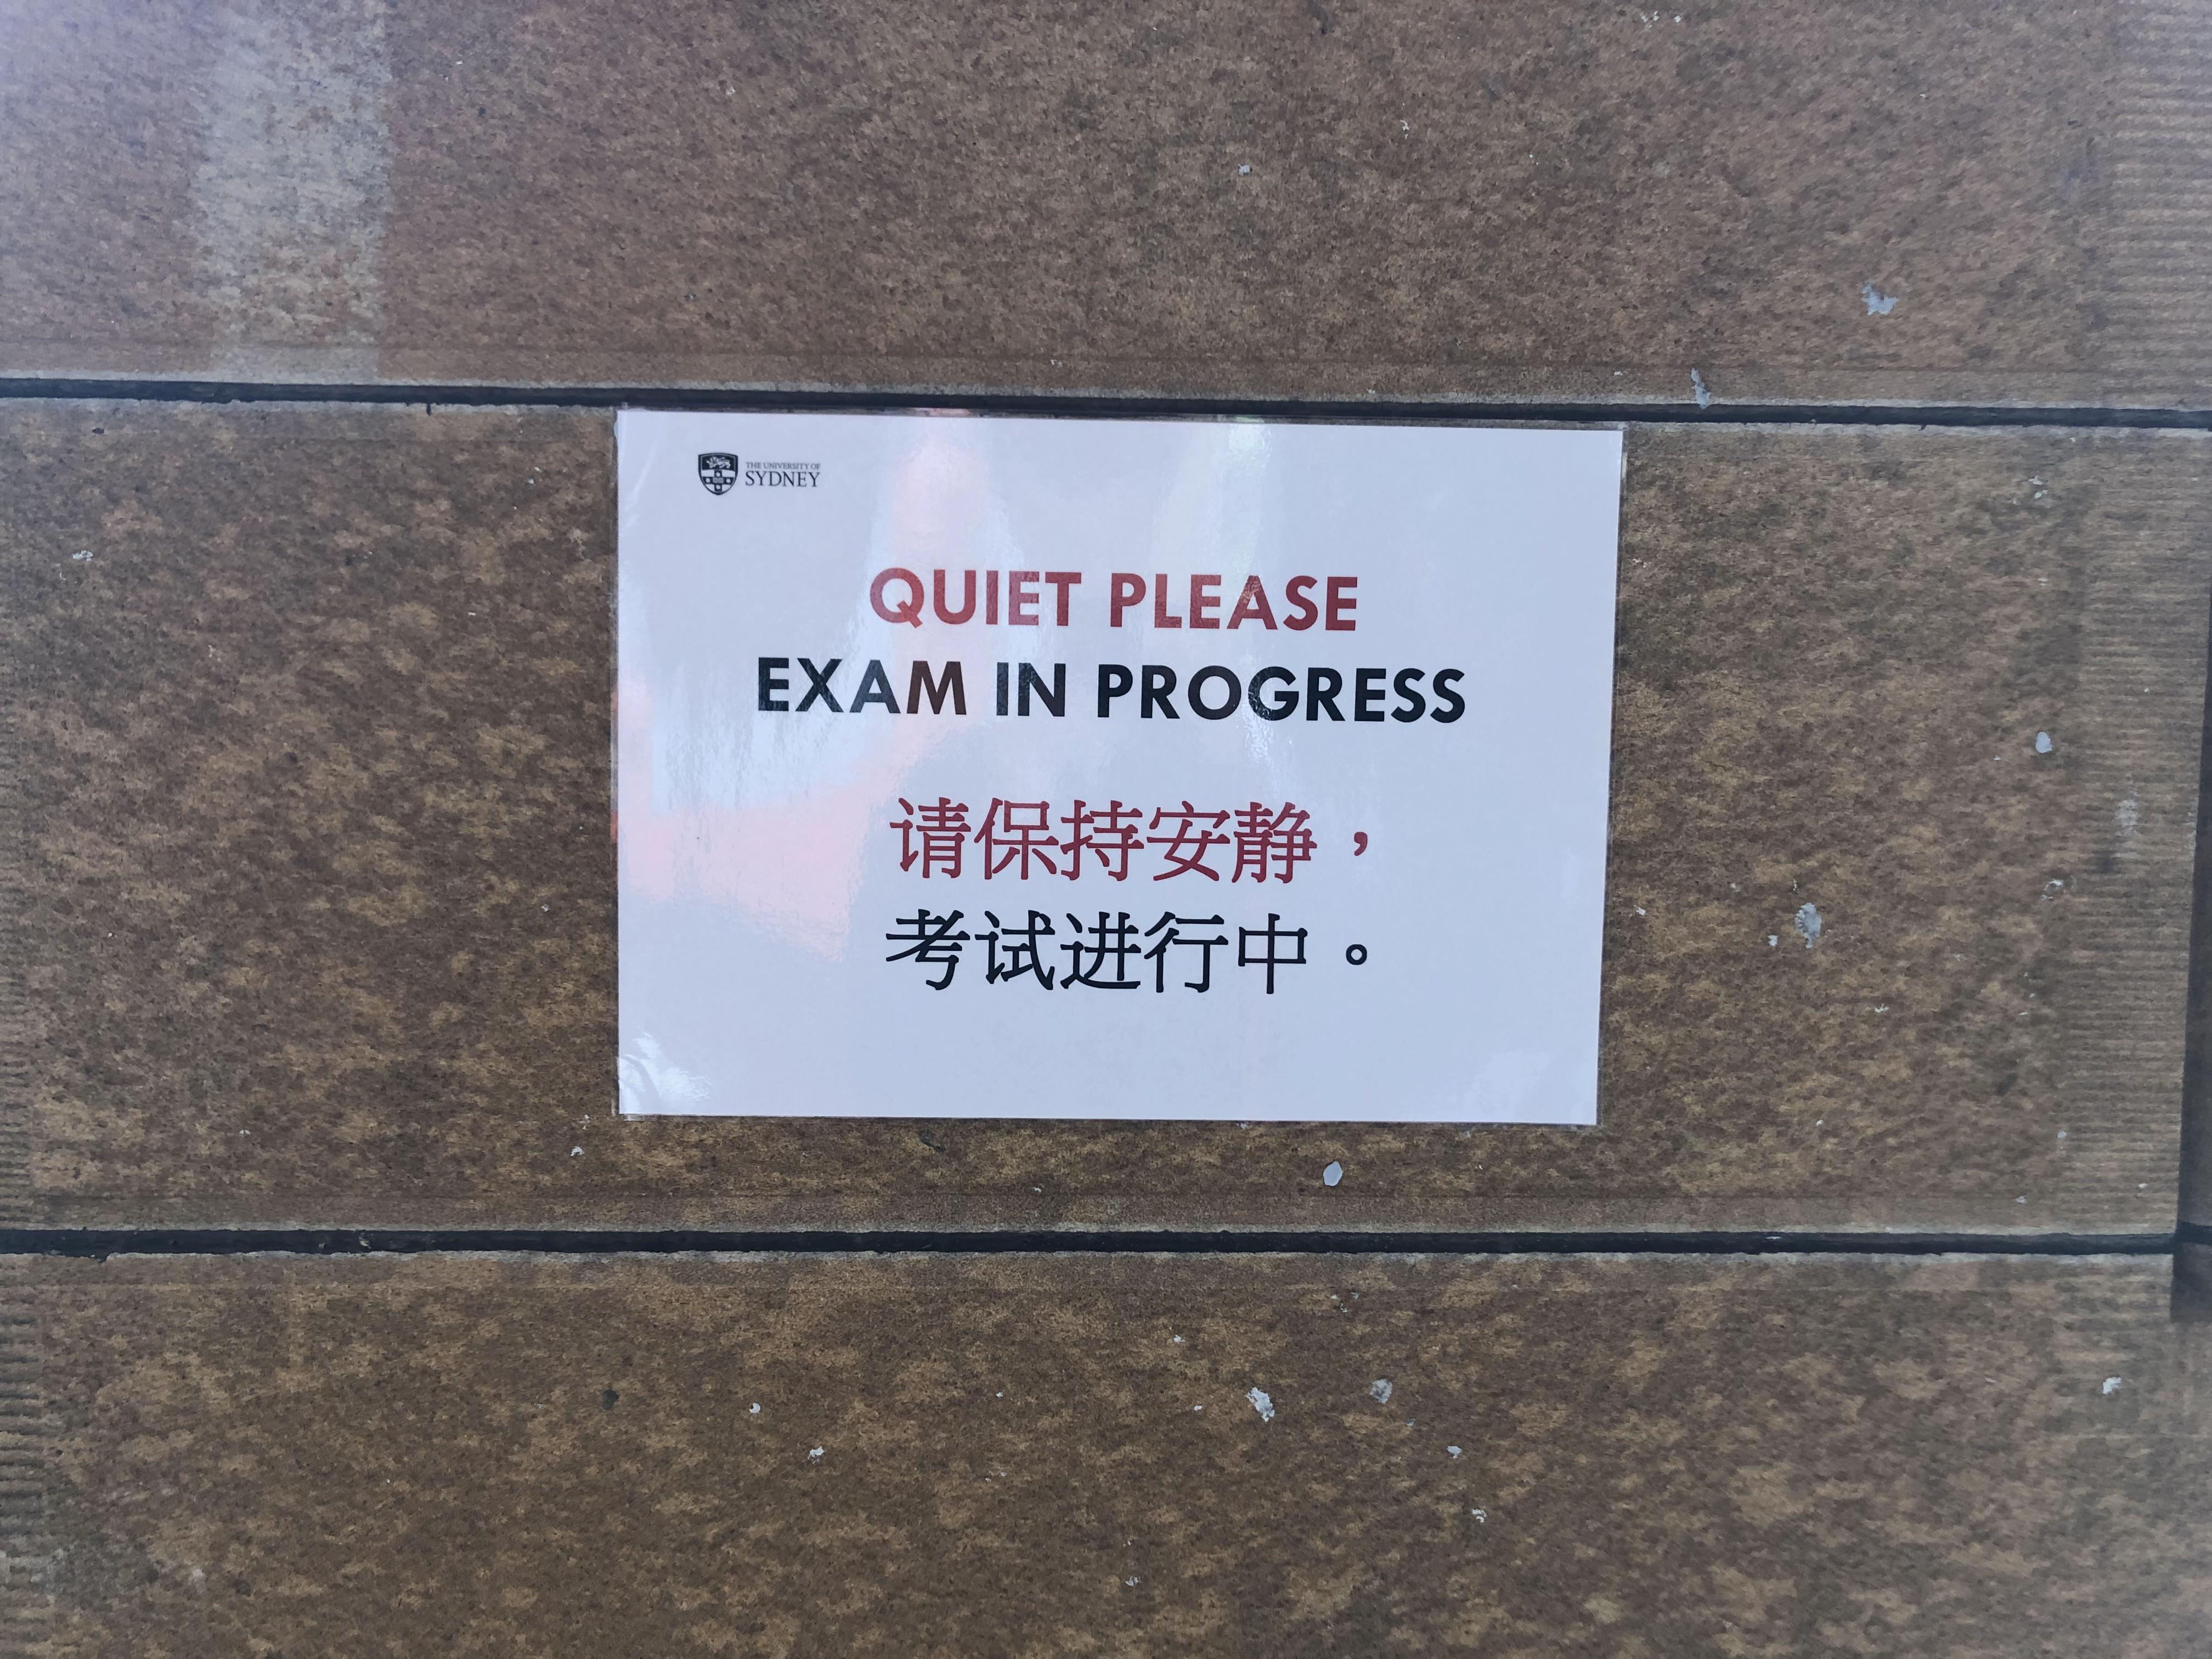 THE UNIVERSITY OF
SYDNEY
QUIET PLEASE
EXAM IN PROGRESS
请保持安静，
考试进行中。